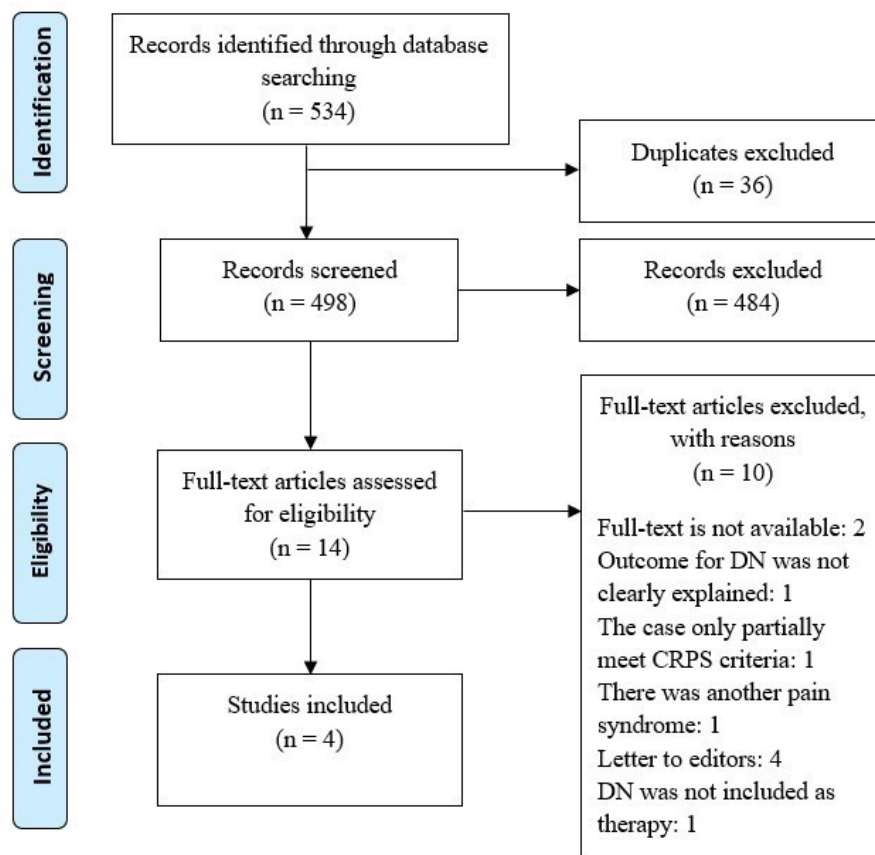 Identification
Records identified through database
searching
(n = 534)
Duplicates excluded
(n = 36)
Screening
Records screened
(n = 498)
Records excluded
(n = 484)
Eligibility
Full-text articles assessed
for eligibility
(n = 14)
Full-text articles excluded,
with reasons
(n = 10)
Full-text is not available: 2
Outcome for DN was not
clearly explained: 1
The case only partially
meet CRPS criteria: 1
There was another pain
syndrome: 1
Letter to editors: 4
DN was not included as
therapy: 1
Included
Studies included
(n = 4)